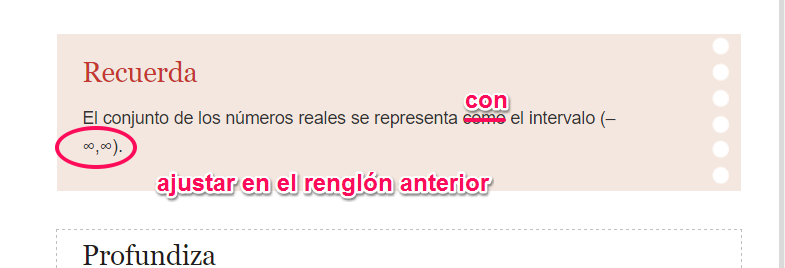 Recuerda
con
El conjunto de los números reales se representa como el intervalo (–
∞,∞).
ajustar en el renglón anterior
Profundiza